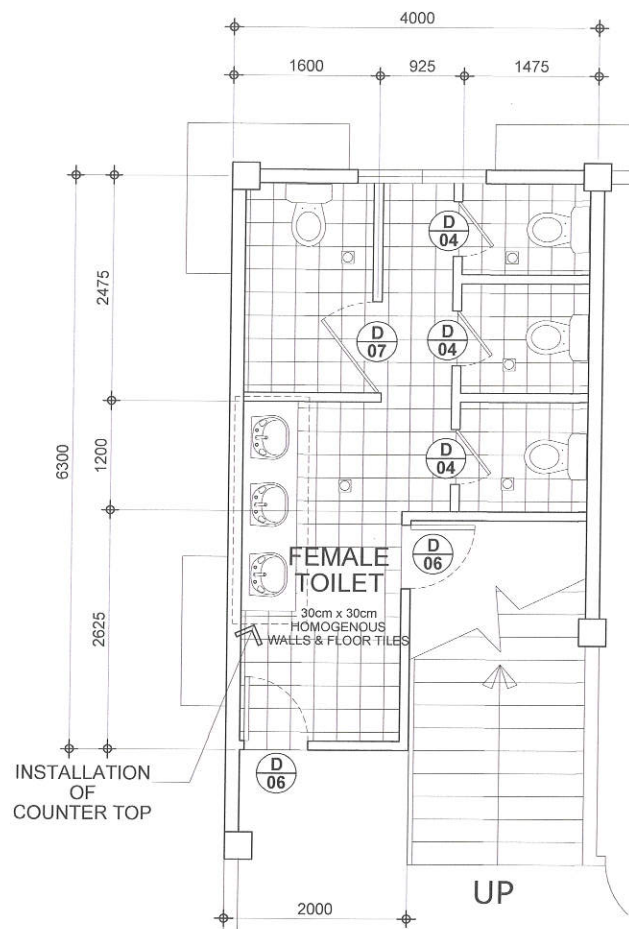 4000
1600
925
1475
D
04
2475
D
07
D
04
1200
6300
D
04
D
06
FEMALE
TOILET
30cm x 30cm
HOMOGENOUS
WALLS & FLOOR TILES
2625
INSTALLATION
OF
COUNTER TOP
D
06
UP
2000